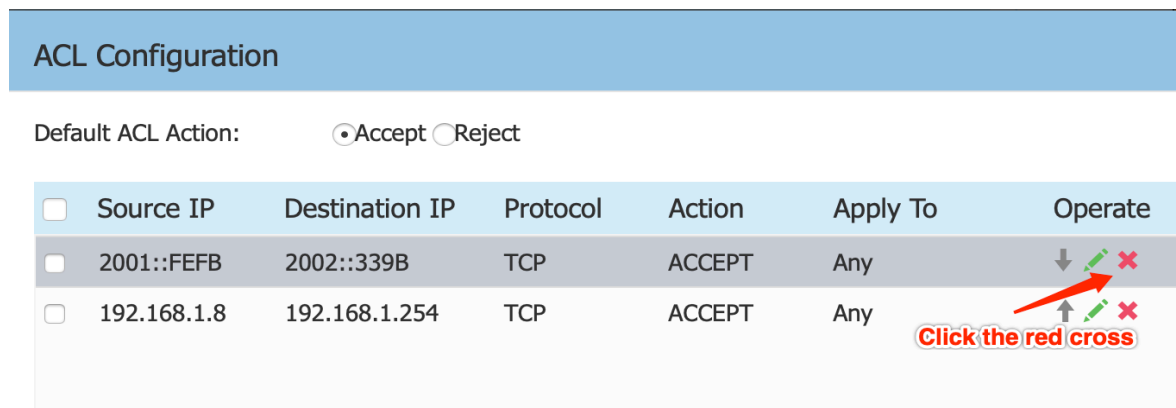 ACL Configuration
Default ACL Action: Accept Reject
Source IP Destination IP Protocol Action Apply To Operate
2001::FEFB 2002::339B TCP ACCEPT Any
192.168.1.8 192.168.1.254 TCP ACCEPT Any
Click the red cross